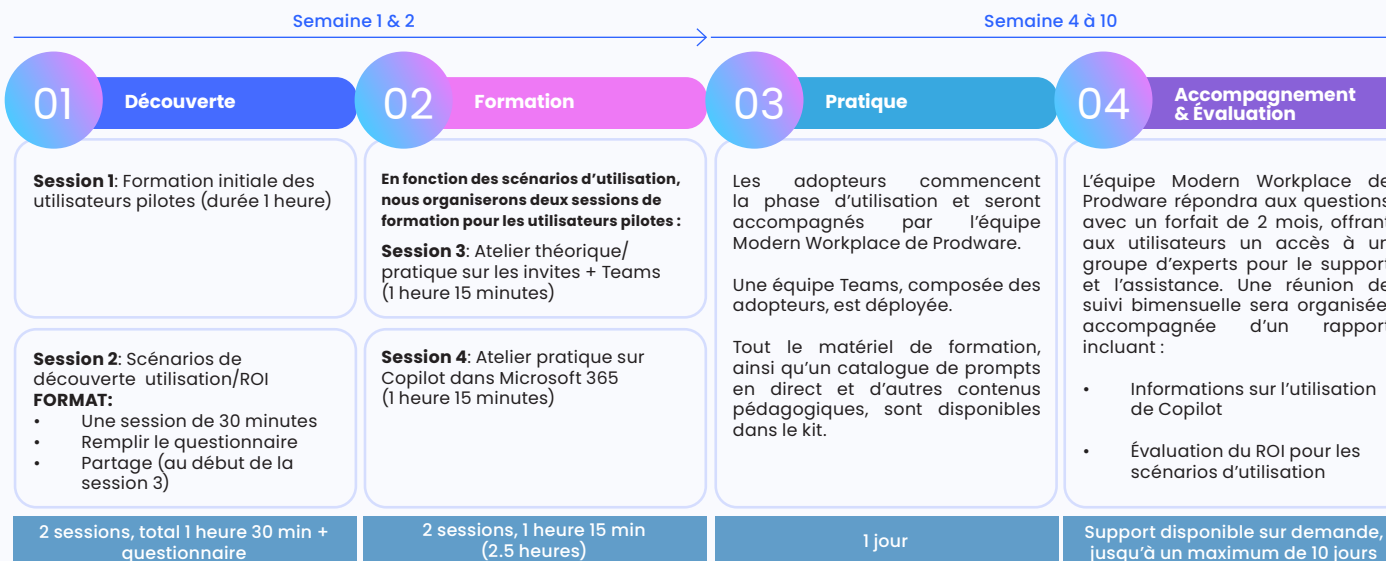 Semaine 1 & 2
Semaine 4 à 10
01
Découverte
Session 1: Formation initiale des
utilisateurs pilotes (durée 1 heure)
Session 2: Scénarios de
découverte utilisation/ROI
FORMAT:
• Une session de 30 minutes
• Remplir le questionnaire
• Partage (au début de la
session 3)
2 sessions, total 1 heure 30 min +
questionnaire
02
Formation
En fonction des scénarios d’utilisation,
nous organiserons deux sessions de
formation pour les utilisateurs pilotes :
Session 3: Atelier théorique/
pratique sur les invites + Teams
(1 heure 15 minutes)
Session 4: Atelier pratique sur
Copilot dans Microsoft 365
(1 heure 15 minutes)
2 sessions, 1 heure 15 min
(2.5 heures)
03
Pratique
Les adopteurs commencent
la phase d’utilisation et seront
accompagnés par l’équipe
Modern Workplace de Prodware.
Une équipe Teams, composée des
adopteurs, est déployée.
Tout le matériel de formation,
ainsi qu’un catalogue de prompts
en direct et d’autres contenus
pédagogiques, sont disponibles
dans le kit.
1 jour
04
Accompagnement
& Évaluation
L’équipe Modern Workplace de
Prodware répondra aux questions
avec un forfait de 2 mois, offrant
aux utilisateurs un accès à un
groupe d’experts pour le support
et l’assistance. Une réunion de
suivi bimensuelle sera organisée
accompagnée d’un rapport
incluant :
• Informations sur l’utilisation
de Copilot
• Évaluation du ROI pour les
scénarios d’utilisation
Support disponible sur demande,
jusqu’à un maximum de 10 jours